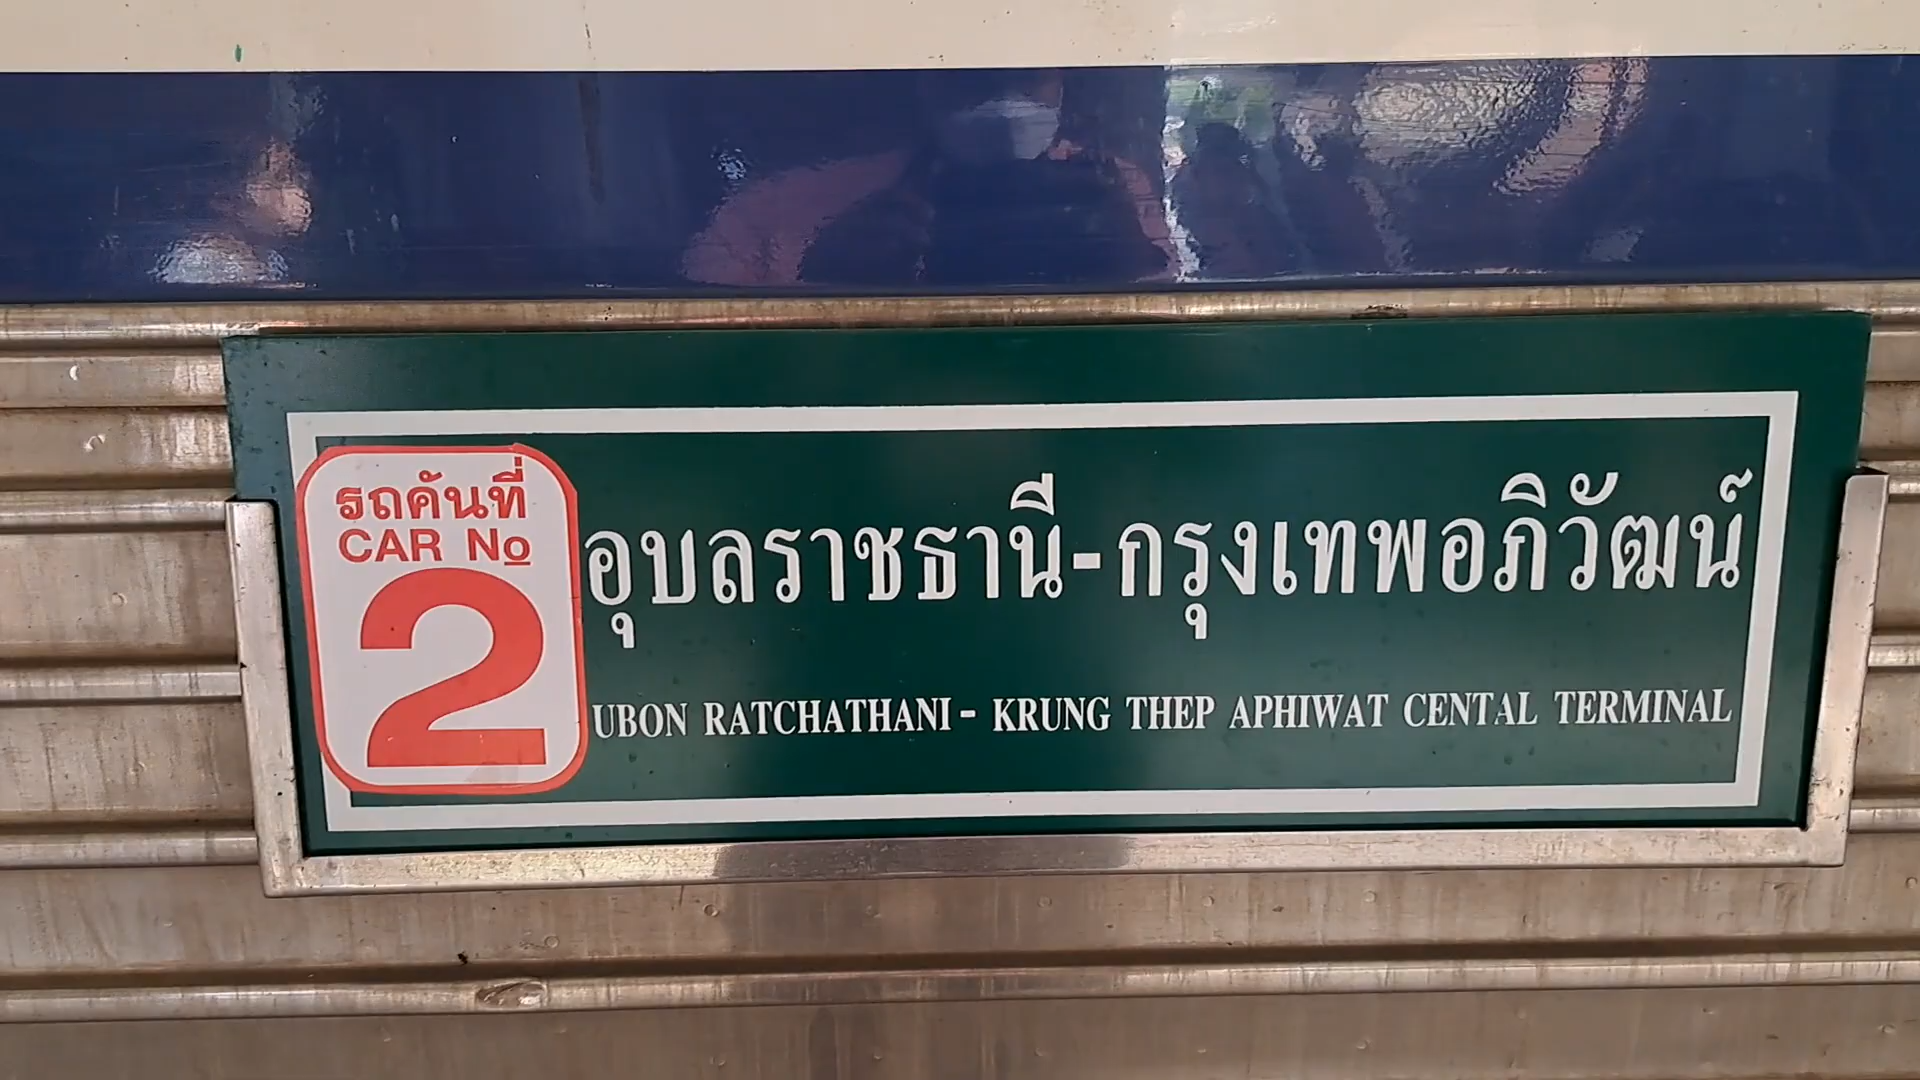 รถคันที่
CAR No
2
อุบลราชธานี-กรุงเทพอภิวัฒน์
UBON RATCHATHANI - KRUNG THEP APHIWAT CENTAL TERMINAL